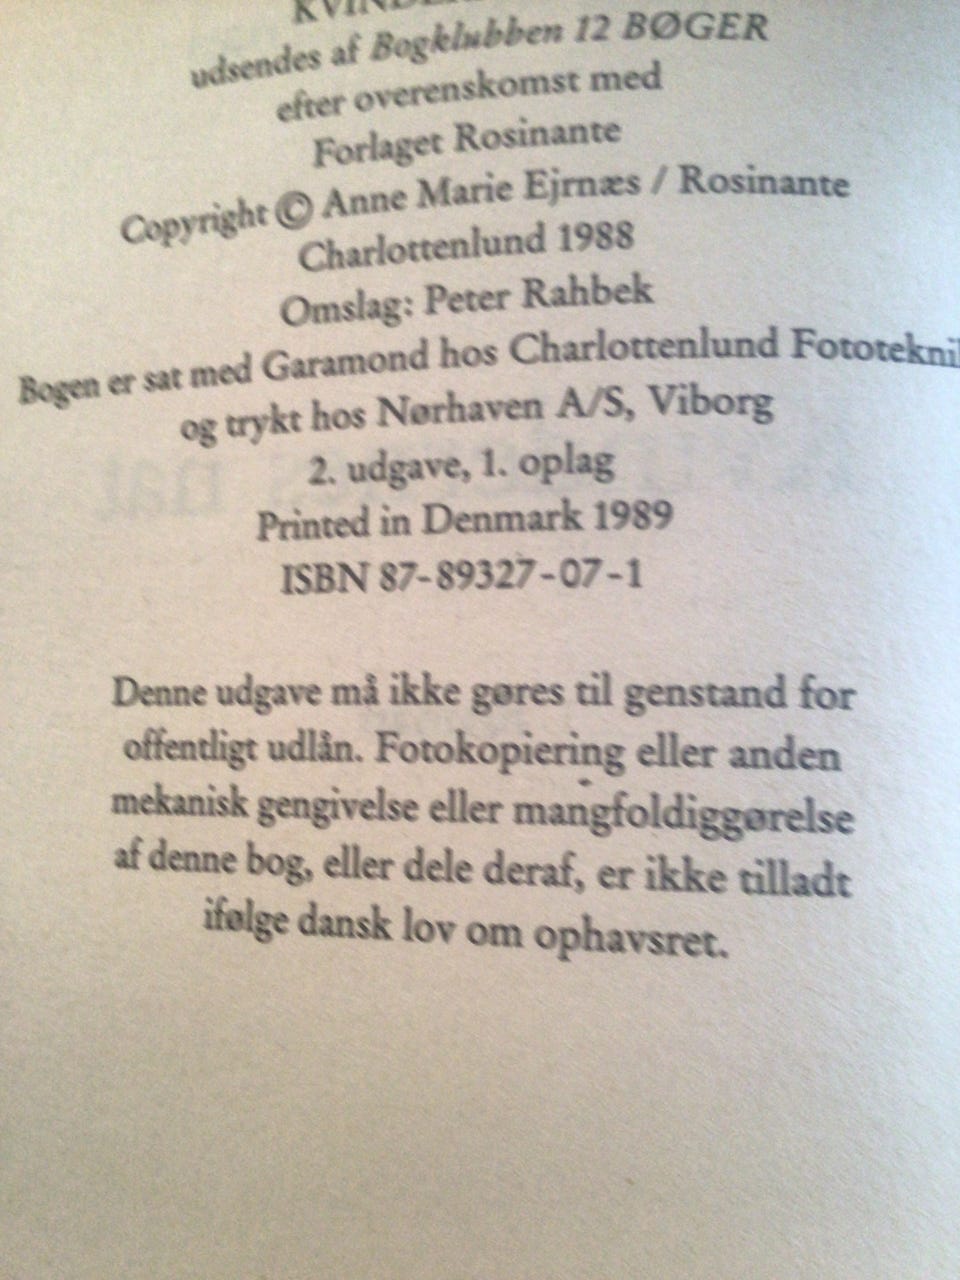 udsendes af Bogklubben 12 BØGER
efter overenskomst med
Forlaget Rosinante
Copyright © Anne Marie Ejrnæs / Rosinante
Charlottenlund 1988
Omslag: Peter Rahbek
Bogen er sat med Garamond hos Charlottenlund Fototeknik
og trykt hos Nørhaven A/S, Viborg
2. udgave, 1. oplag
Printed in Denmark 1989
ISBN 87-89327-07-1
Denne udgave må ikke gøres til genstand for
offentligt udlån. Fotokopiering eller anden
mekanisk gengivelse eller mangfoldiggørelse
af denne bog, eller dele deraf, er ikke tilladt
ifølge dansk lov om ophavsret.